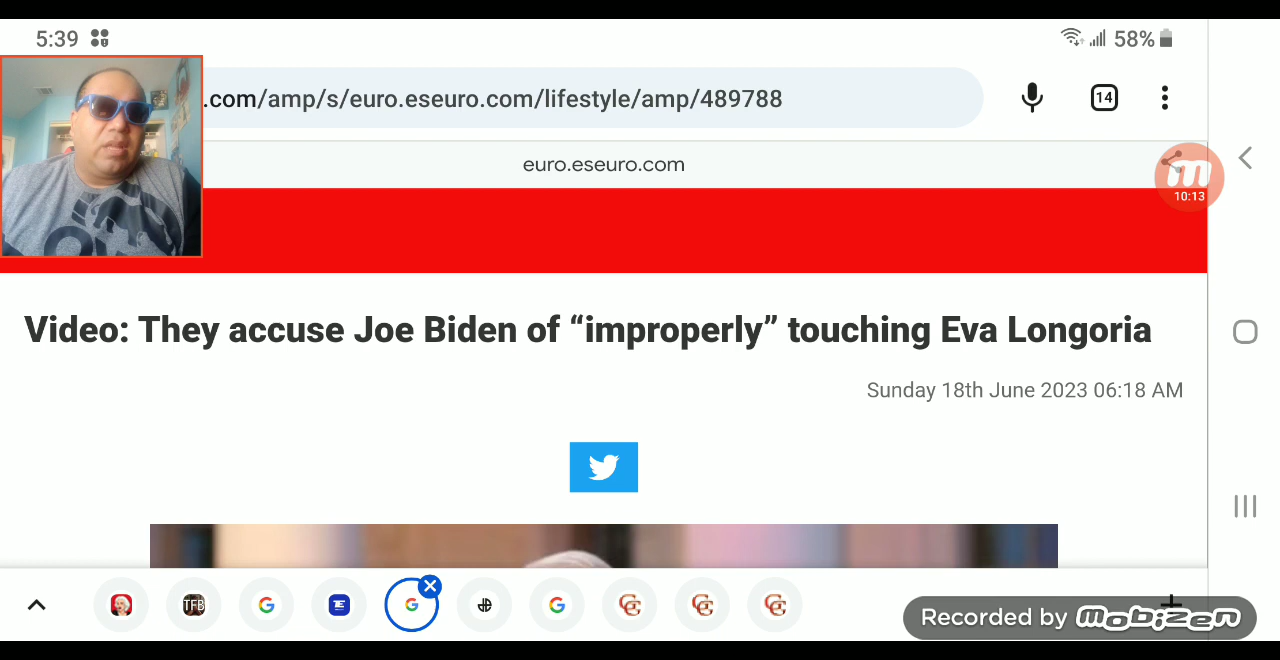 5:39
58%
.com/amp/s/euro.eseuro.com/lifestyle/amp/489788
14
euro.eseuro.com
10:13
Video: They accuse Joe Biden of “improperly” touching Eva Longoria
Sunday 18th June 2023 06:18 AM
TFB
Recorded by mobizen